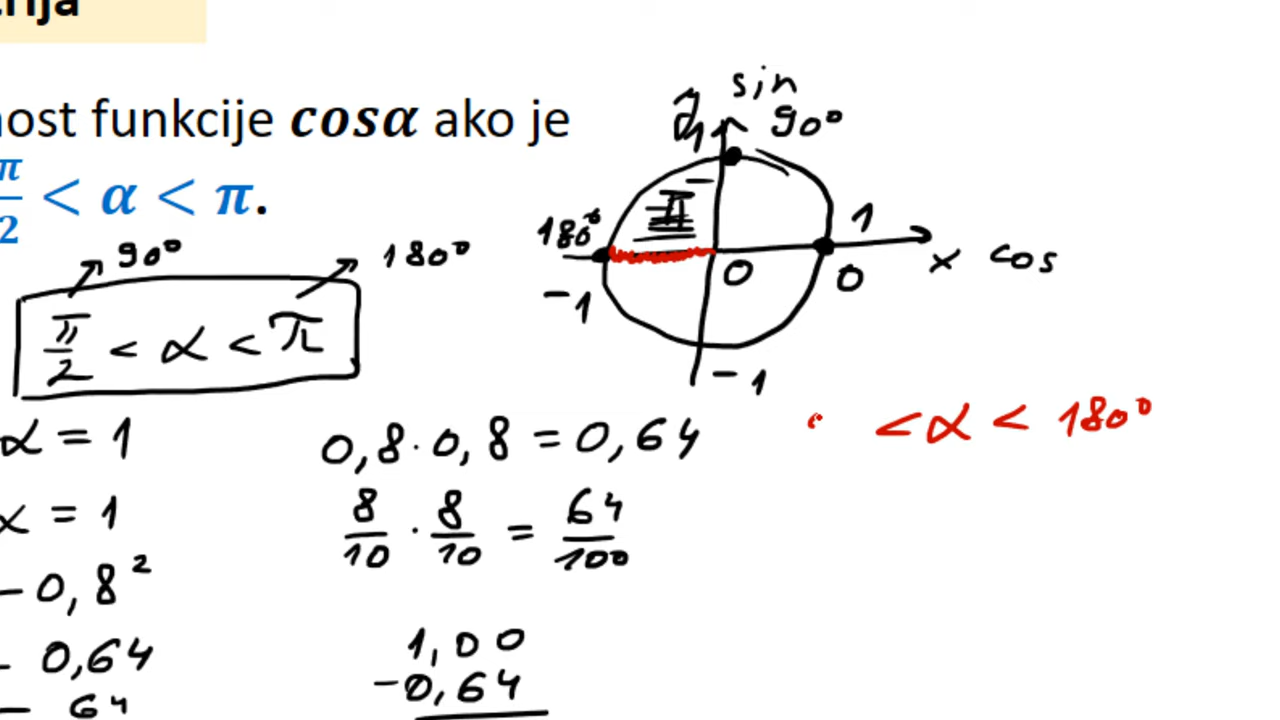 rija
nost funkcije cosα ako je
π/2 < α < π.
sin
y
90°
II
180°
1
-1
0
0
x cos
-1
90°
180°
π/2 < α < π
< α < 180°
α = 1
0,8 · 0,8 = 0,64
α = 1
8/10 · 8/10 = 64/100
- 0,8²
- 0,64
- 64
1,00
-0,64